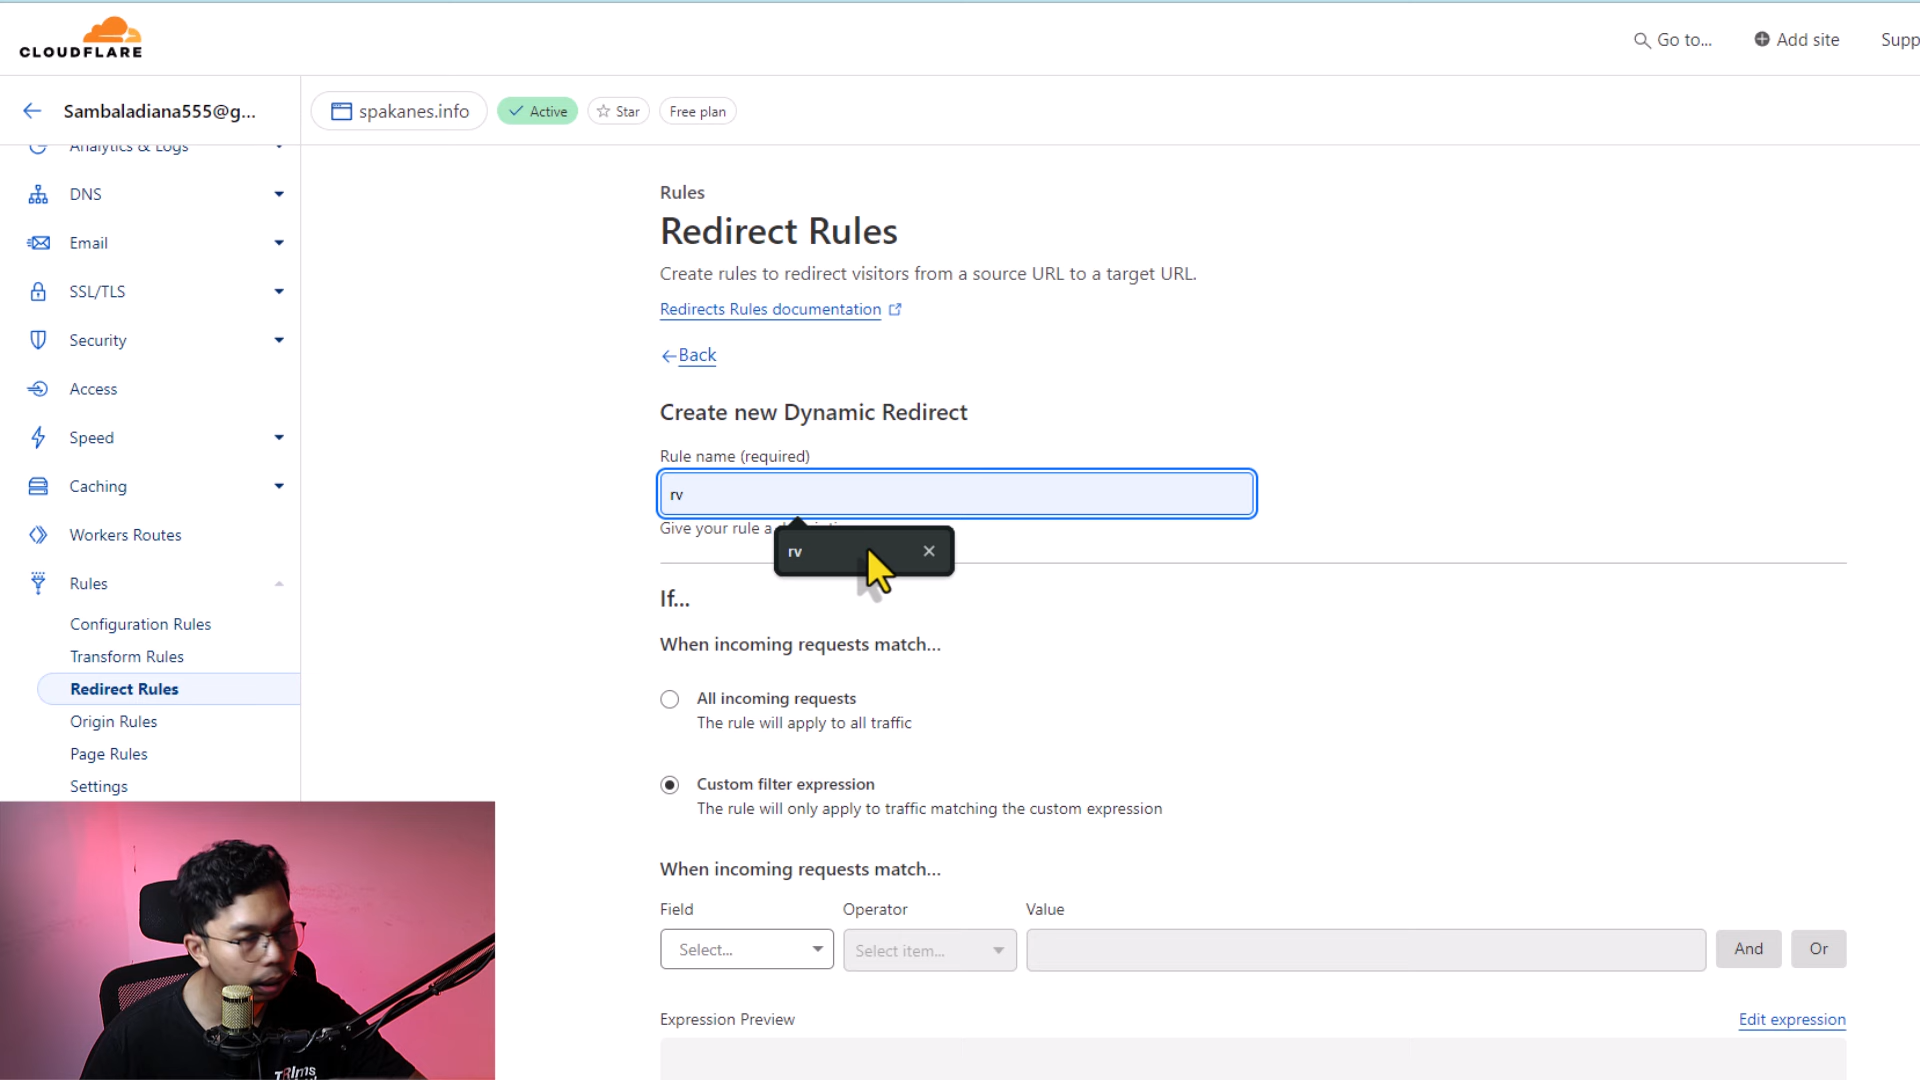 CLOUDFLARE
Go to...
Add site
Supp
Sambaladiana555@g...
spakanes.info
Active
Star
Free plan
Analytics & Logs
DNS
Email
SSL/TLS
Security
Access
Speed
Caching
Workers Routes
Rules
Configuration Rules
Transform Rules
Redirect Rules
Origin Rules
Page Rules
Settings
Rules
Redirect Rules
Create rules to redirect visitors from a source URL to a target URL.
Redirects Rules documentation
Back
Create new Dynamic Redirect
Rule name (required)
rv
Give your rule a
rv
If...
When incoming requests match...
All incoming requests
The rule will apply to all traffic
Custom filter expression
The rule will only apply to traffic matching the custom expression
When incoming requests match...
Field
Operator
Value
Select...
Select item...
And
Or
Expression Preview
Edit expression